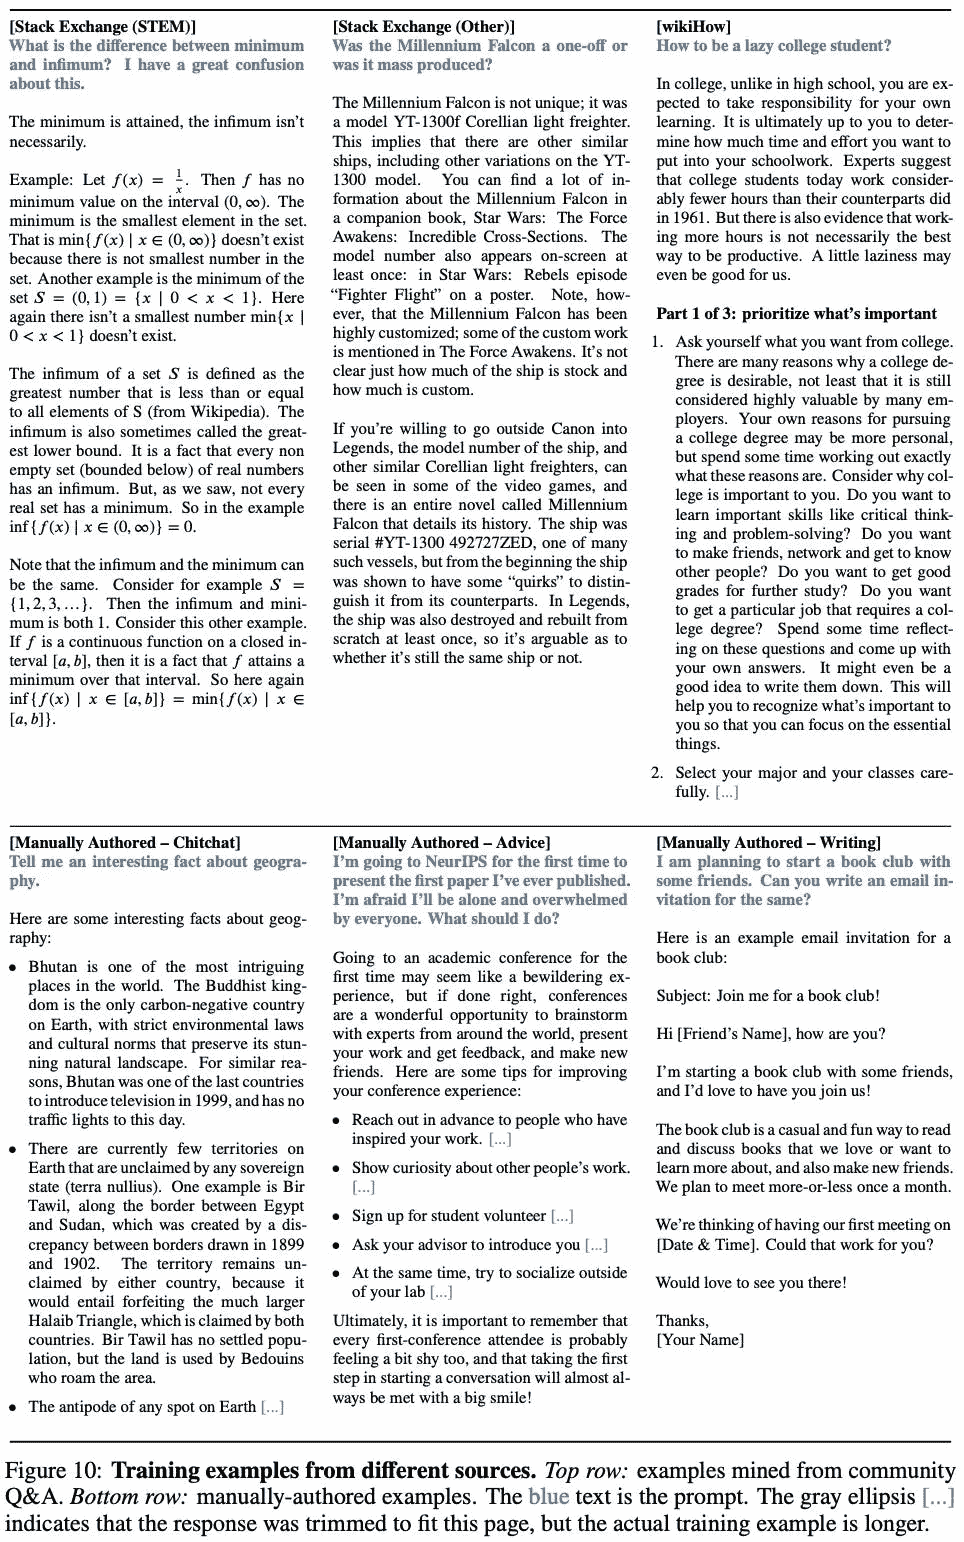 [Stack Exchange (STEM)]
What is the difference between minimum
and infimum? I have a great confusion
about this.
The minimum is attained, the infimum isn't
necessarily.
Example: Let f(x) = 1/x. Then f has no
minimum value on the interval (0, ∞). The
minimum is the smallest element in the set.
That is min{f(x) | x ∈ (0, ∞)} doesn't exist
because there is not smallest number in the
set. Another example is the minimum of the
set S = (0, 1) = {x | 0 < x < 1}. Here
again there isn't a smallest number min{x |
0 < x < 1} doesn't exist.
The infimum of a set S is defined as the
greatest number that is less than or equal
to all elements of S (from Wikipedia). The
infimum is also sometimes called the great-
est lower bound. It is a fact that every non
empty set (bounded below) of real numbers
has an infimum. But, as we saw, not every
real set has a minimum. So in the example
inf{f(x) | x ∈ (0, ∞)} = 0.
Note that the infimum and the minimum can
be the same. Consider for example S =
{1, 2, 3, ...}. Then the infimum and mini-
mum is both 1. Consider this other example.
If f is a continuous function on a closed in-
terval [a, b], then it is a fact that f attains a
minimum over that interval. So here again
inf{f(x) | x ∈ [a, b]} = min{f(x) | x ∈
[a, b]}.
[Stack Exchange (Other)]
Was the Millennium Falcon a one-off or
was it mass produced?
The Millennium Falcon is not unique; it was
a model YT-1300f Corellian light freighter.
This implies that there are other similar
ships, including other variations on the YT-
1300 model. You can find a lot of in-
formation about the Millennium Falcon in
a companion book, Star Wars: The Force
Awakens: Incredible Cross-Sections. The
model number also appears on-screen at
least once: in Star Wars: Rebels episode
“Fighter Flight” on a poster. Note, how-
ever, that the Millennium Falcon has been
highly customized; some of the custom work
is mentioned in The Force Awakens. It's not
clear just how much of the ship is stock and
how much is custom.
If you're willing to go outside Canon into
Legends, the model number of the ship, and
other similar Corellian light freighters, can
be seen in some of the video games, and
there is an entire novel called Millennium
Falcon that details its history. The ship was
serial #YT-1300 492727ZED, one of many
such vessels, but from the beginning the ship
was shown to have some “quirks” to distin-
guish it from its counterparts. In Legends,
the ship was also destroyed and rebuilt from
scratch at least once, so it's arguable as to
whether it's still the same ship or not.
[wikiHow]
How to be a lazy college student?
In college, unlike in high school, you are ex-
pected to take responsibility for your own
learning. It is ultimately up to you to deter-
mine how much time and effort you want to
put into your schoolwork. Experts suggest
that college students today work consider-
ably fewer hours than their counterparts did
in 1961. But there is also evidence that work-
ing more hours is not necessarily the best
way to be productive. A little laziness may
even be good for us.
Part 1 of 3: prioritize what's important
1. Ask yourself what you want from college.
There are many reasons why a college de-
gree is desirable, not least that it is still
considered highly valuable by many em-
ployers. Your own reasons for pursuing
a college degree may be more personal,
but spend some time working out exactly
what these reasons are. Consider why col-
lege is important to you. Do you want to
learn important skills like critical think-
ing and problem-solving? Do you want
to make friends, network and get to know
other people? Do you want to get good
grades for further study? Do you want
to get a particular job that requires a col-
lege degree? Spend some time reflect-
ing on these questions and come up with
your own answers. It might even be a
good idea to write them down. This will
help you to recognize what's important to
you so that you can focus on the essential
things.
2. Select your major and your classes care-
fully. [...]
[Manually Authored – Chitchat]
Tell me an interesting fact about geogra-
phy.
Here are some interesting facts about geog-
raphy:
• Bhutan is one of the most intriguing
places in the world. The Buddhist king-
dom is the only carbon-negative country
on Earth, with strict environmental laws
and cultural norms that preserve its stun-
ning natural landscape. For similar rea-
sons, Bhutan was one of the last countries
to introduce television in 1999, and has no
traffic lights to this day.
• There are currently few territories on
Earth that are unclaimed by any sovereign
state (terra nullius). One example is Bir
Tawil, along the border between Egypt
and Sudan, which was created by a dis-
crepancy between borders drawn in 1899
and 1902. The territory remains un-
claimed by either country, because it
would entail forfeiting the much larger
Halaib Triangle, which is claimed by both
countries. Bir Tawil has no settled popu-
lation, but the land is used by Bedouins
who roam the area.
• The antipode of any spot on Earth [...]
[Manually Authored – Advice]
I'm going to NeurIPS for the first time to
present the first paper I've ever published.
I'm afraid I'll be alone and overwhelmed
by everyone. What should I do?
Going to an academic conference for the
first time may seem like a bewildering ex-
perience, but if done right, conferences
are a wonderful opportunity to brainstorm
with experts from around the world, present
your work and get feedback, and make new
friends. Here are some tips for improving
your conference experience:
• Reach out in advance to people who have
inspired your work. [...]
• Show curiosity about other people's work.
[...]
• Sign up for student volunteer [...]
• Ask your advisor to introduce you [...]
• At the same time, try to socialize outside
of your lab [...]
Ultimately, it is important to remember that
every first-conference attendee is probably
feeling a bit shy too, and that taking the first
step in starting a conversation will almost al-
ways be met with a big smile!
[Manually Authored – Writing]
I am planning to start a book club with
some friends. Can you write an email in-
vitation for the same?
Here is an example email invitation for a
book club:
Subject: Join me for a book club!
Hi [Friend's Name], how are you?
I'm starting a book club with some friends,
and I'd love to have you join us!
The book club is a casual and fun way to read
and discuss books that we love or want to
learn more about, and also make new friends.
We plan to meet more-or-less once a month.
We're thinking of having our first meeting on
[Date & Time]. Could that work for you?
Would love to see you there!
Thanks,
[Your Name]
Figure 10: Training examples from different sources. Top row: examples mined from community
Q&A. Bottom row: manually-authored examples. The blue text is the prompt. The gray ellipsis [...]
indicates that the response was trimmed to fit this page, but the actual training example is longer.